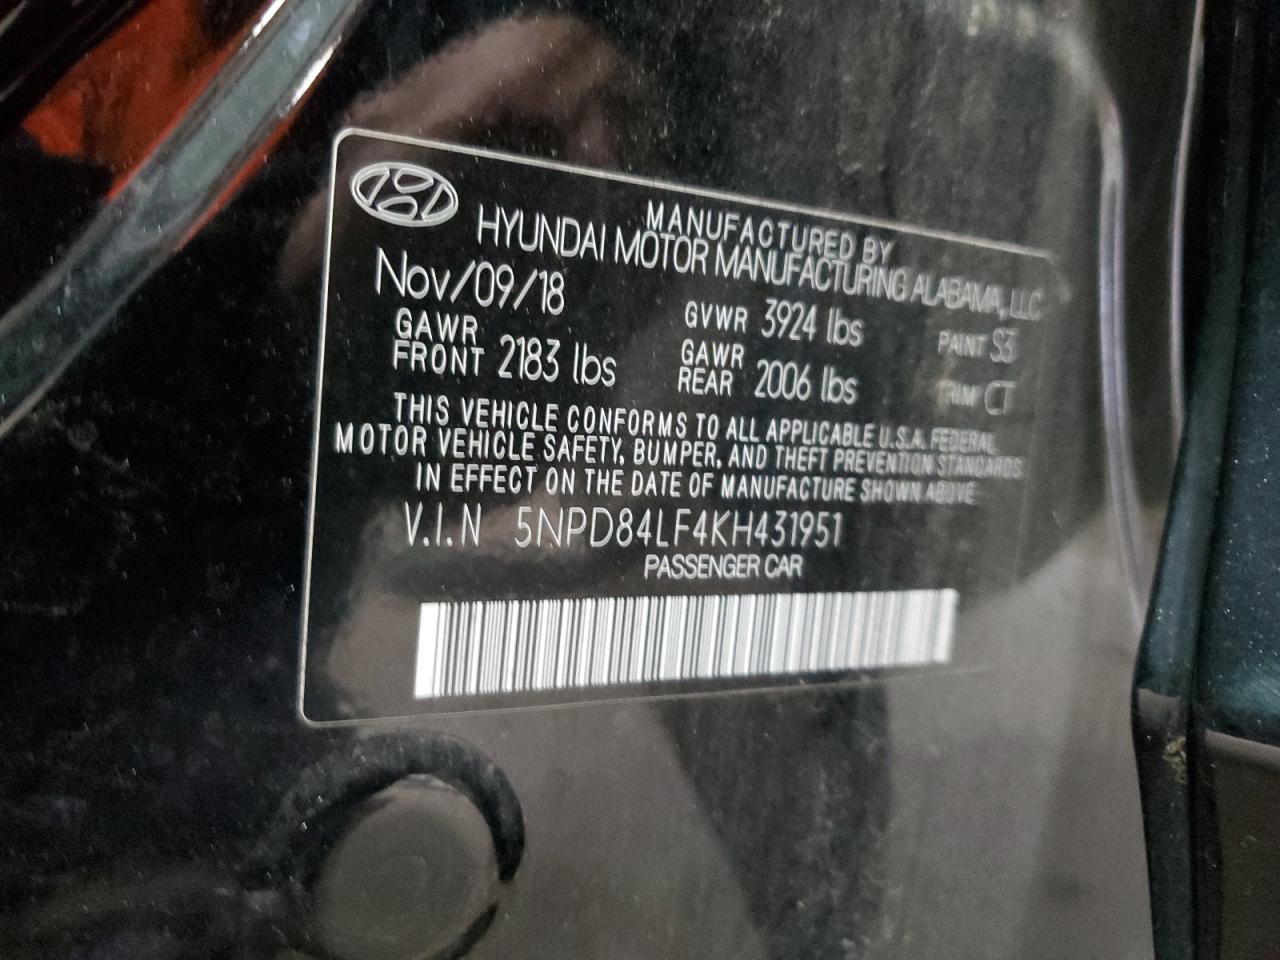 MANUFACTURED BY
HYUNDAI MOTOR MANUFACTURING ALABAMA, LLC
Nov/09/18 GVWR 3924 lbs PAINT S3
GAWR FRONT 2183 lbs GAWR REAR 2006 lbs TRIM CT
THIS VEHICLE CONFORMS TO ALL APPLICABLE U.S.A. FEDERAL
MOTOR VEHICLE SAFETY, BUMPER, AND THEFT PREVENTION STANDARDS
IN EFFECT ON THE DATE OF MANUFACTURE SHOWN ABOVE
V.I.N 5NPD84LF4KH431951
PASSENGER CAR